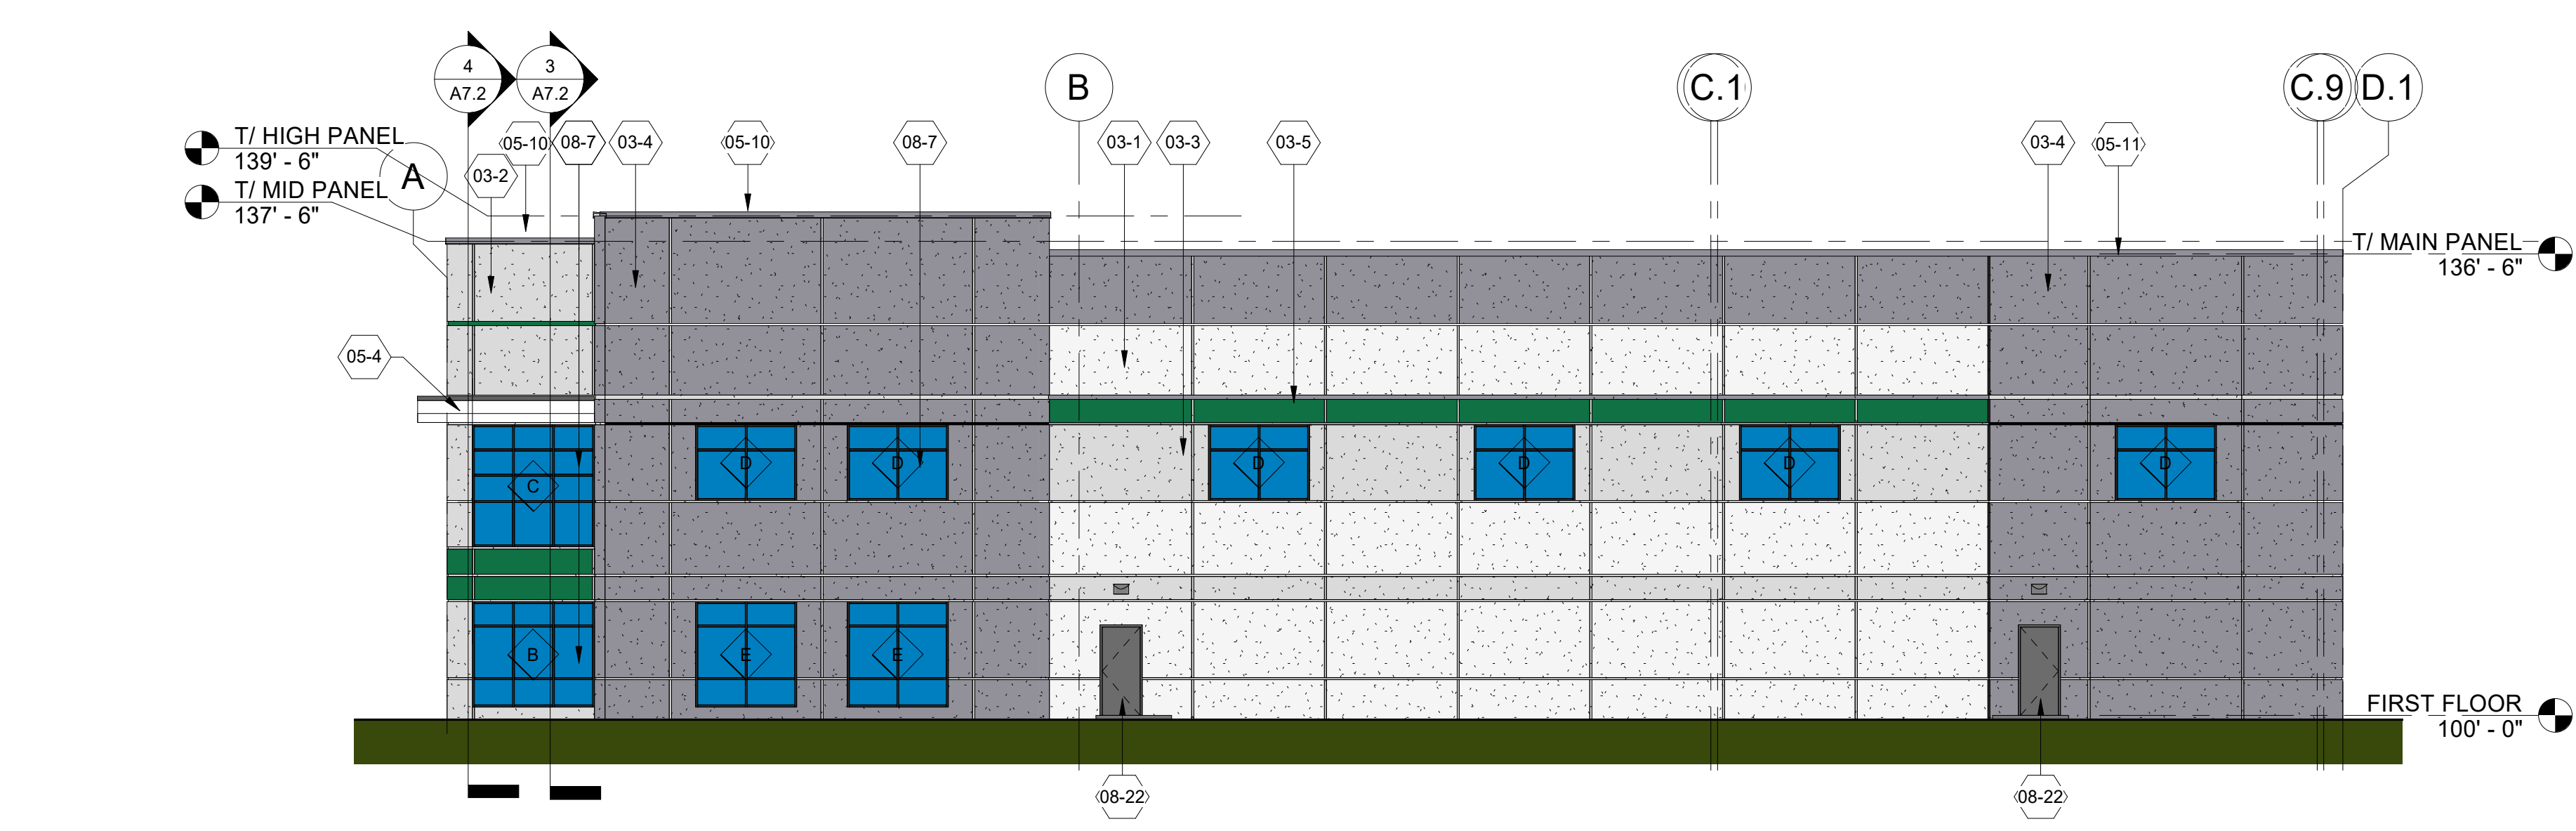 4
A7.2
3
A7.2
B
C.1
C.9
D.1
T/ HIGH PANEL
139' - 6"
05-10
08-7
03-4
05-10
08-7
03-1
03-3
03-5
03-4
05-11
A
03-2
T/ MID PANEL
137' - 6"
T/ MAIN PANEL
136' - 6"
05-4
C
D
D
D
D
D
D
B
E
E
FIRST FLOOR
100' - 0"
08-22
08-22